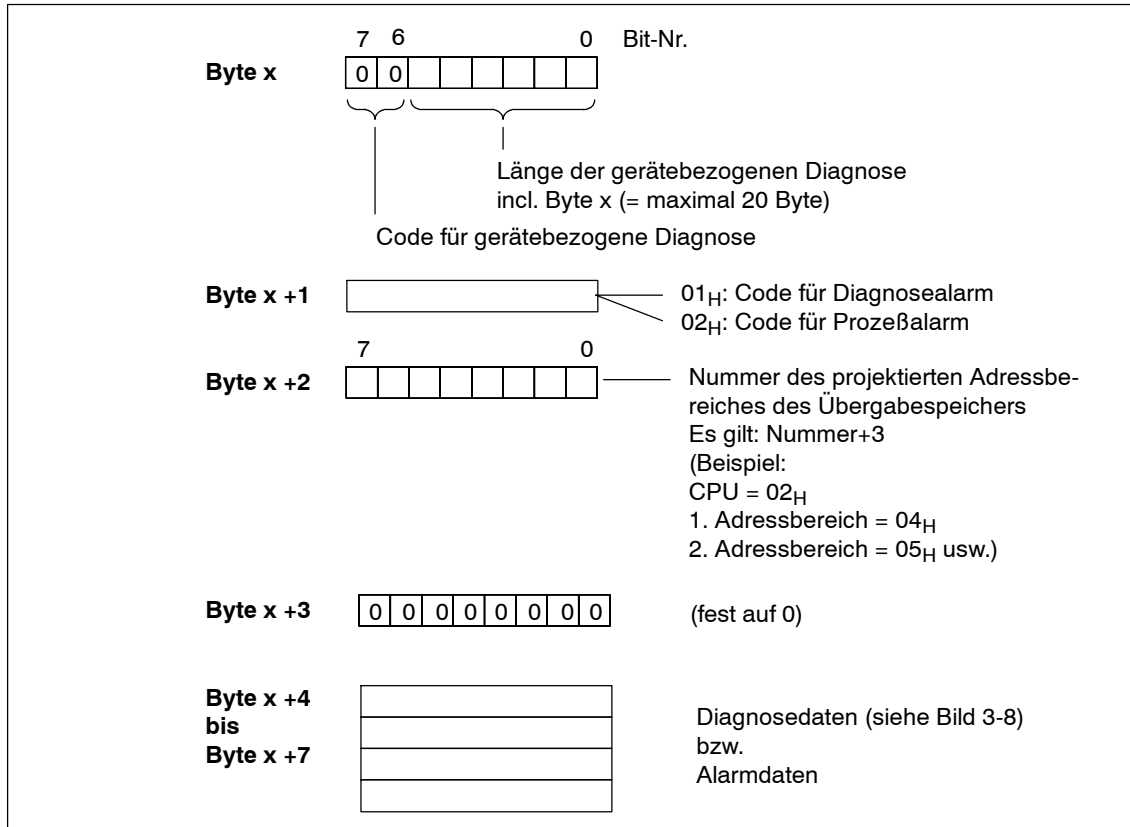 7 6 0 Bit-Nr.
Byte x 0 0
Länge der gerätebezogenen Diagnose
incl. Byte x (= maximal 20 Byte)
Code für gerätebezogene Diagnose
Byte x +1
01H: Code für Diagnosealarm
02H: Code für Prozeßalarm
7 0
Byte x +2
Nummer des projektierten Adressbe-
reiches des Übergabespeichers
Es gilt: Nummer+3
(Beispiel:
CPU = 02H
1. Adressbereich = 04H
2. Adressbereich = 05H usw.)
Byte x +3 0 0 0 0 0 0 0 0 (fest auf 0)
Byte x +4
bis
Byte x +7
Diagnosedaten (siehe Bild 3-8)
bzw.
Alarmdaten